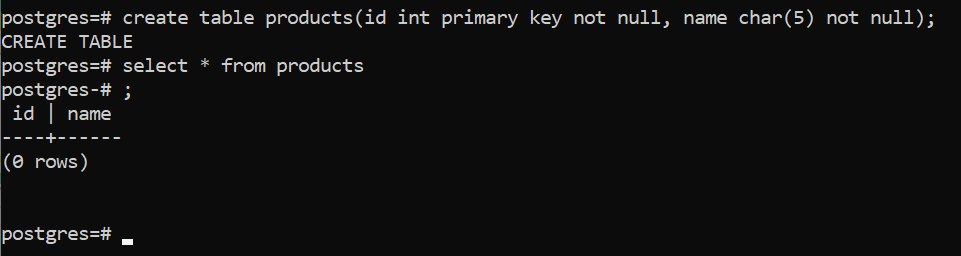 postgres=# create table products(id int primary key not null, name char(5) not null);
CREATE TABLE
postgres=# select * from products
postgres-# ;
 id | name
----+------
(0 rows)
postgres=#